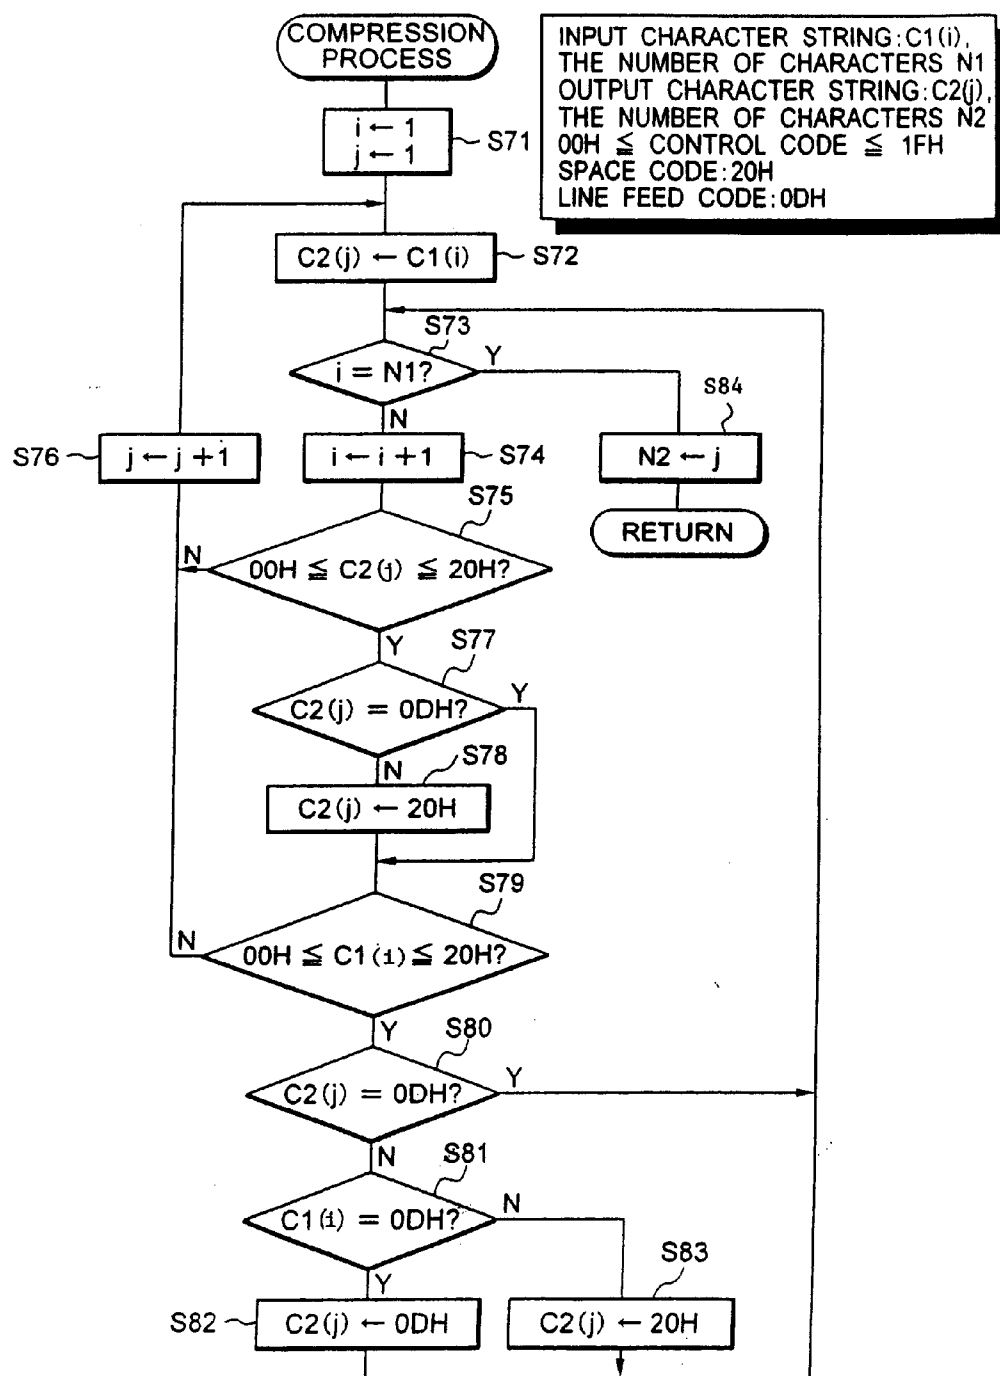 COMPRESSION
PROCESS
INPUT CHARACTER STRING:C1(i),
THE NUMBER OF CHARACTERS N1
OUTPUT CHARACTER STRING:C2(j),
THE NUMBER OF CHARACTERS N2
00H ≦ CONTROL CODE ≦ 1FH
SPACE CODE:20H
LINE FEED CODE:0DH
i ← 1
j ← 1
S71
C2(j) ← C1(i)
S72
S73
i = N1?
Y
N
S84
S76
j ← j + 1
i ← i + 1
S74
N2 ← j
S75
RETURN
N
00H ≦ C2(j) ≦ 20H?
Y
S77
C2(j) = 0DH?
Y
N
S78
C2(j) ← 20H
S79
N
00H ≦ C1(i) ≦ 20H?
Y
S80
C2(j) = 0DH?
Y
N
S81
C1(i) = 0DH?
N
Y
S83
S82
C2(j) ← 0DH
C2(j) ← 20H